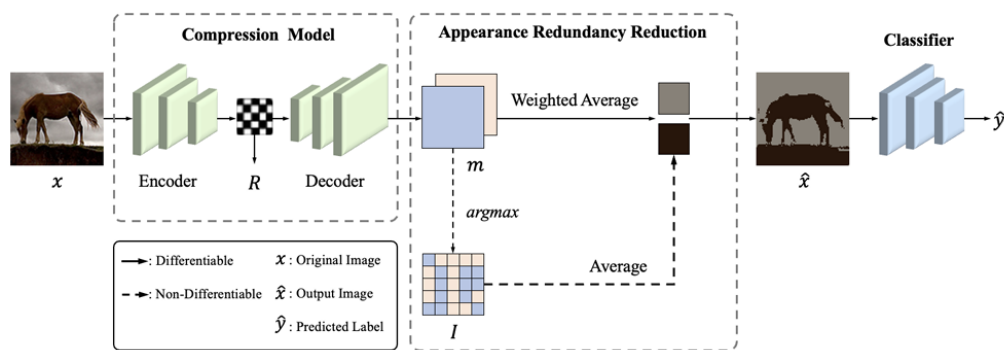 Compression Model
Appearance Redundancy Reduction
Classifier
Weighted Average
x
Encoder
R
Decoder
m
x̂
ŷ
argmax
: Differentiable
x : Original Image
: Non-Differentiable
x̂ : Output Image
ŷ : Predicted Label
Average
I